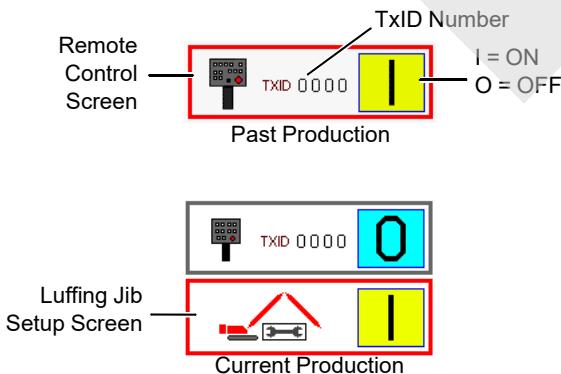 TxID Number
Remote
Control
Screen
TXID 0000
I
I = ON
O = OFF
Past Production
TXID 0000
0
Luffing Jib
Setup Screen
I
Current Production